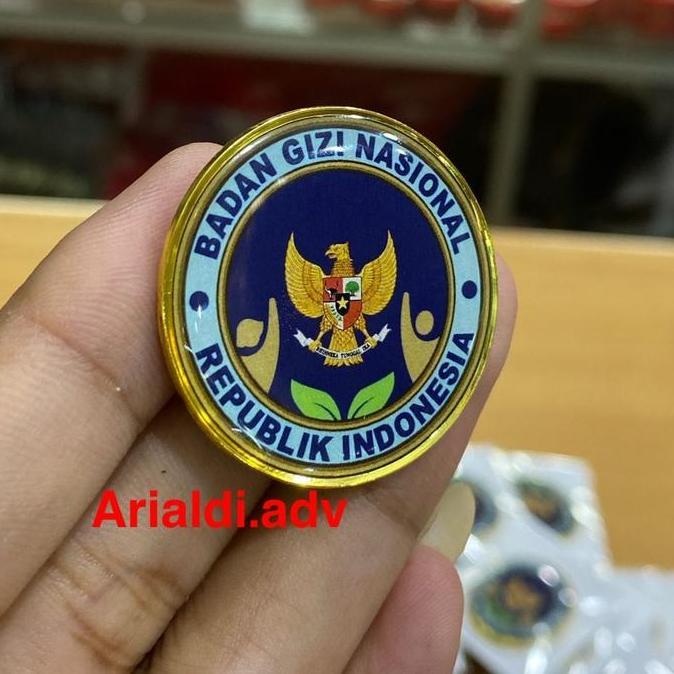 BADAN GIZI NASIONAL
REPUBLIK INDONESIA
Arialdi.adv